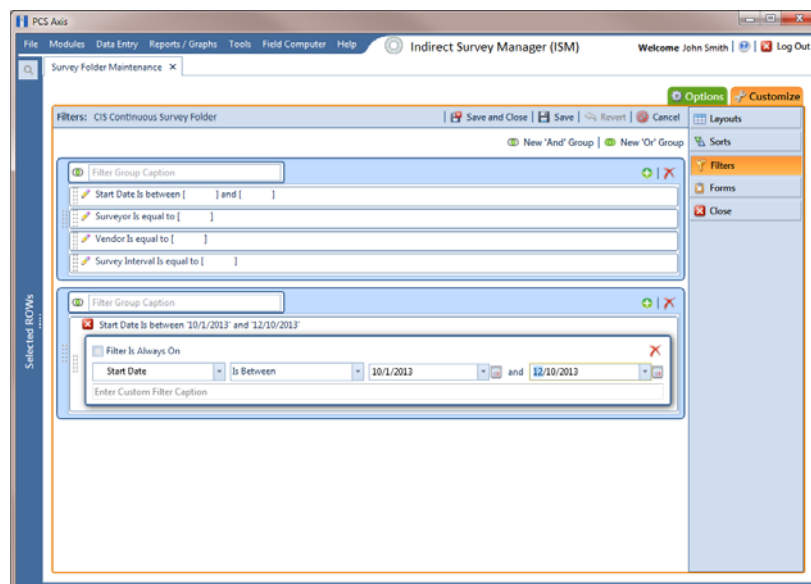 PCS Axis
File Modules Data Entry Reports / Graphs Tools Field Computer Help Indirect Survey Manager (ISM) Welcome John Smith | Log Out
Survey Folder Maintenance
Options Customize
Filters: CIS Continuous Survey Folder | Save and Close | Save | Revert | Cancel
Layouts
New 'And' Group | New 'Or' Group
Sorts
Filter Group Caption
Filters
Start Date Is between [ ] and [ ]
Forms
Surveyor Is equal to [ ]
Close
Vendor Is equal to [ ]
Survey Interval Is equal to [ ]
Selected ROWs
Filter Group Caption
Start Date Is between '10/1/2013' and '12/10/2013'
Filter Is Always On
Start Date Is Between 10/1/2013 and 12/10/2013
Enter Custom Filter Caption